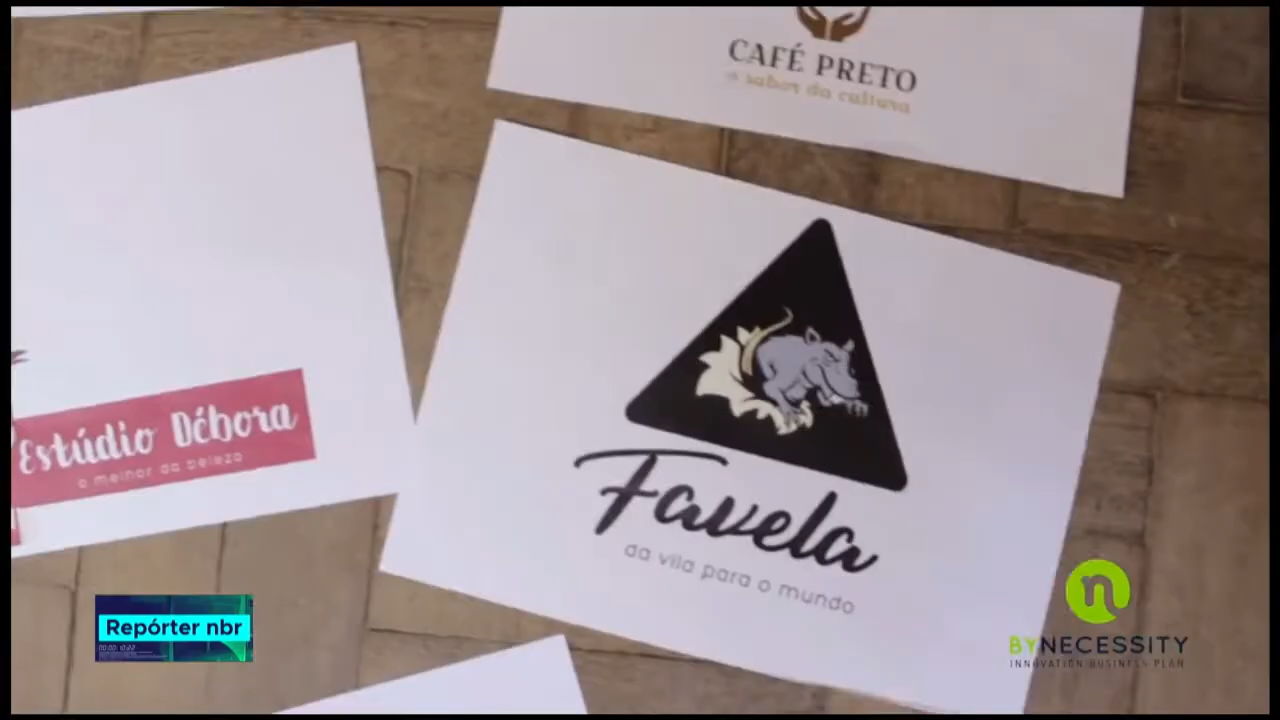 CAFÉ PRETO
o sabor da cultura
Estúdio Débora
o melhor da beleza
Favela
da vila para o mundo
Repórter nbr
n
BYNECESSITY
INNOVATION BUSINESS PLAN